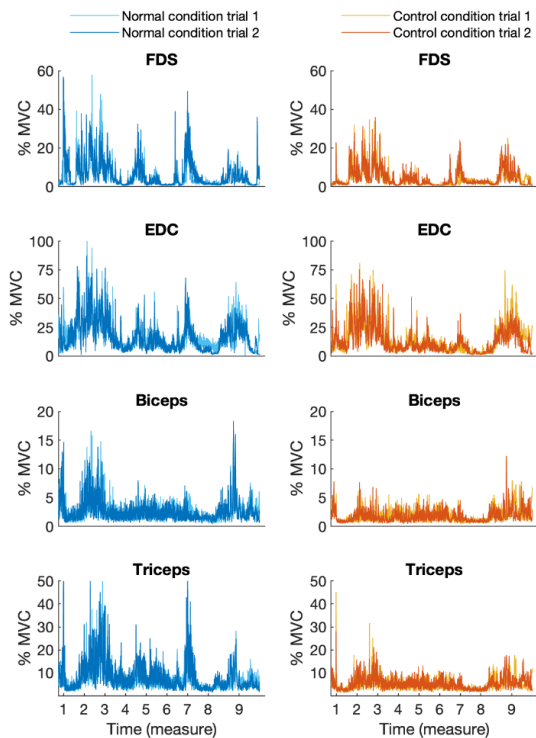 Normal condition trial 1
Normal condition trial 2
Control condition trial 1
Control condition trial 2
FDS
FDS
% MVC
60
40
20
0
% MVC
60
40
20
0
EDC
EDC
% MVC
100
75
50
25
0
% MVC
100
75
50
25
0
Biceps
Biceps
% MVC
20
15
10
5
0
% MVC
20
15
10
5
0
Triceps
Triceps
% MVC
50
40
30
20
10
% MVC
50
40
30
20
10
1 2 3 4 5 6 7 8 9
1 2 3 4 5 6 7 8 9
Time (measure)
Time (measure)